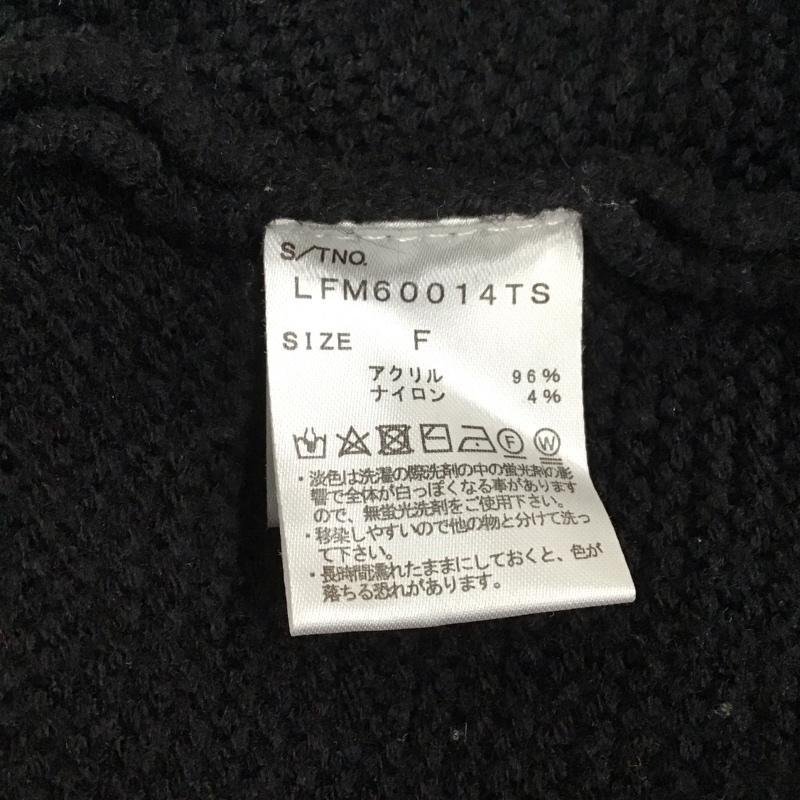 S/TNO.
LFM60014TS
SIZE F
アクリル 96%
ナイロン 4%
F W
・淡色は洗濯の際洗剤の中の蛍光剤の影
響で全体が白っぽくなる事があります
ので、無蛍光洗剤をご使用下さい。
・移染しやすいので他の物と分けて洗っ
て下さい。
・長時間濡れたままにしておくと、色が
落ちる恐れがあります。